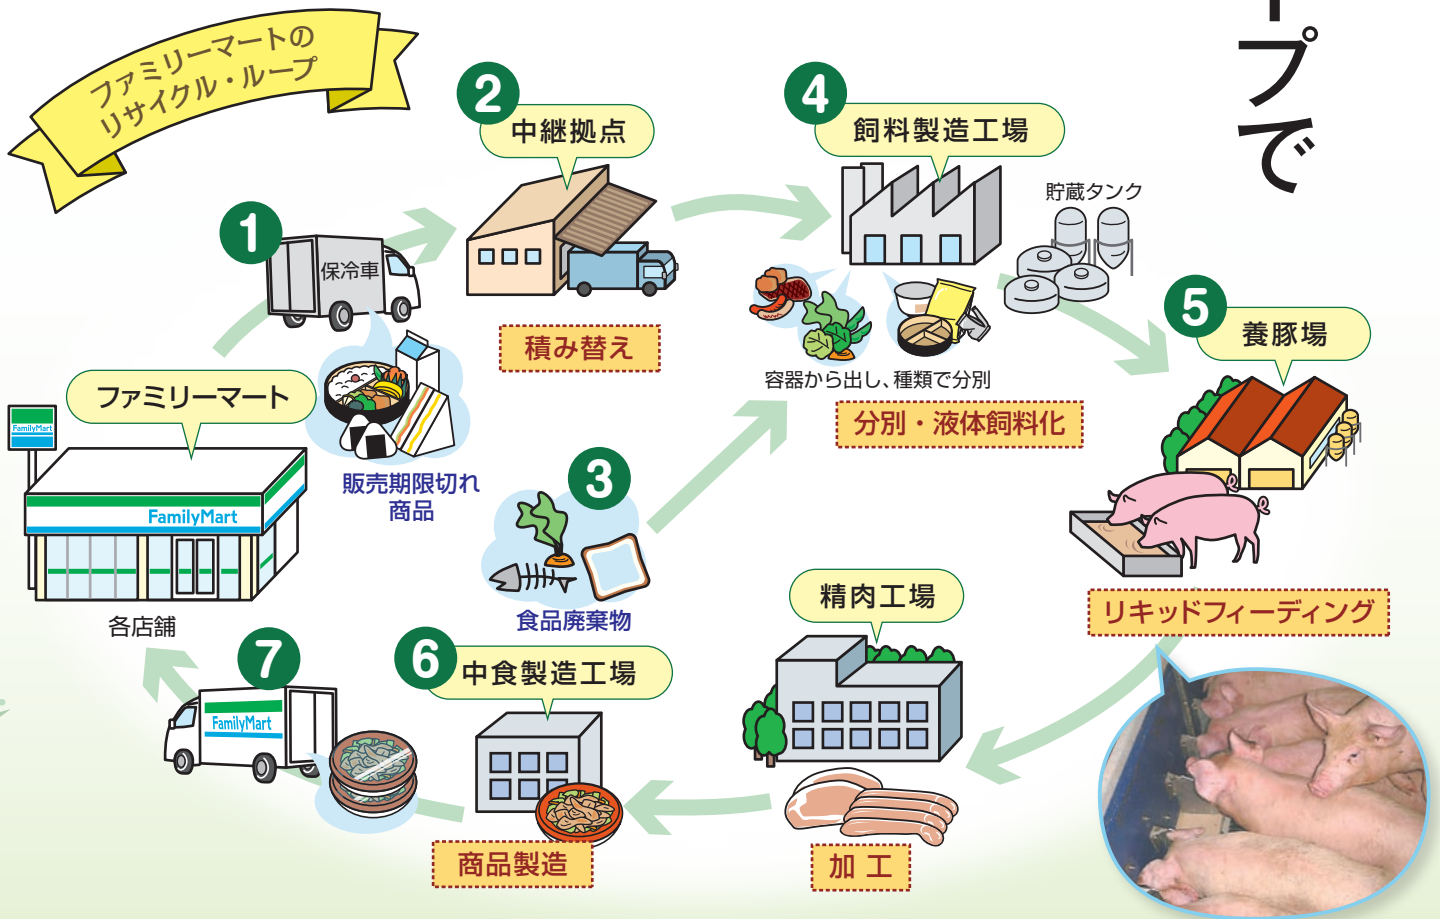 ープで
ファミリーマートの
リサイクル・ループ
1
保冷車
2
中継拠点
積み替え
4
飼料製造工場
貯蔵タンク
容器から出し、種類で分別
分別・液体飼料化
5
養豚場
リキッドフィーディング
ファミリーマート
FamilyMart
FamilyMart
各店舗
販売期限切れ
商品
3
食品廃棄物
精肉工場
加 工
6
中食製造工場
商品製造
7
FamilyMart